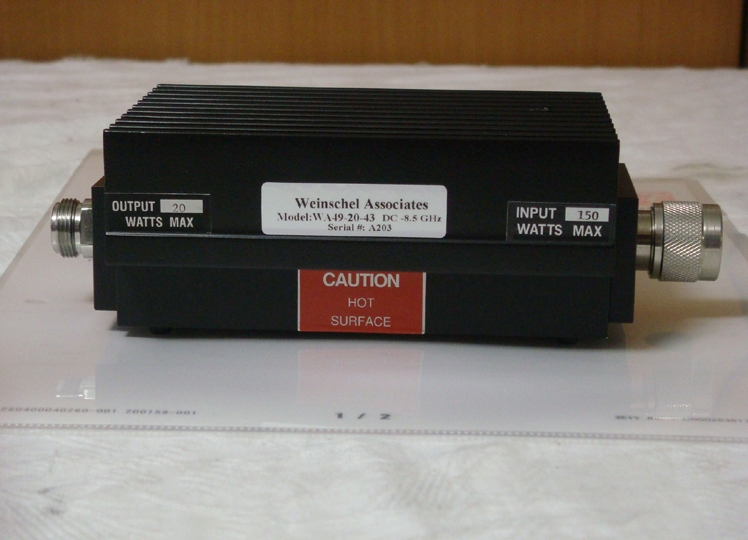 OUTPUT 20
WATTS MAX
Weinschel Associates
Model:WA49-20-43 DC -8.5 GHz
Serial #: A203
INPUT 150
WATTS MAX
CAUTION
HOT
SURFACE
1 / 2